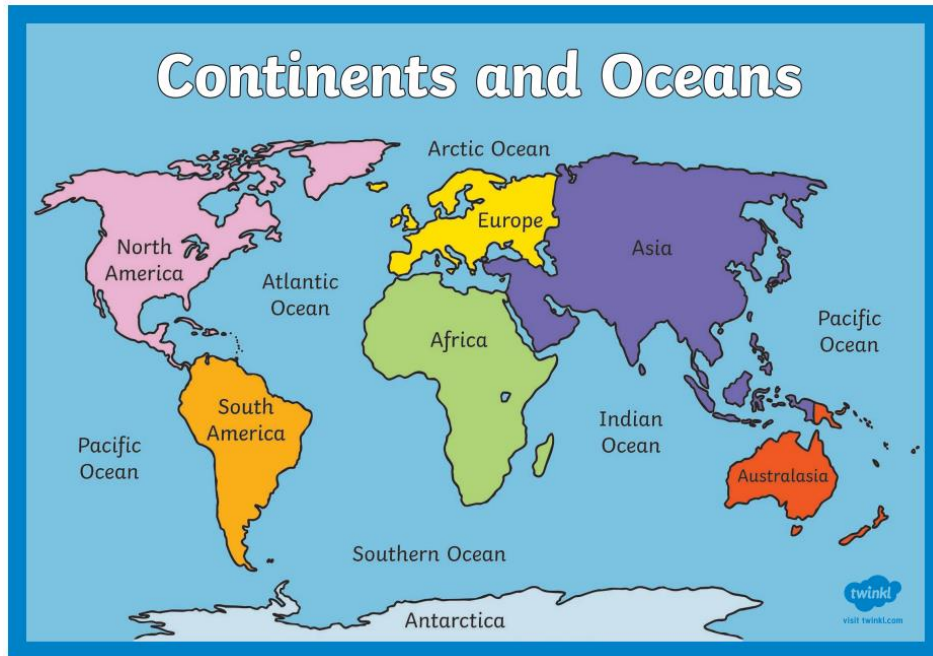 Continents and Oceans
Arctic Ocean
North
America
Atlantic
Ocean
Europe
Asia
Africa
Pacific
Ocean
South
America
Pacific
Ocean
Indian
Ocean
Australasia
Southern Ocean
Antarctica
twinkl
visit twinkl.com